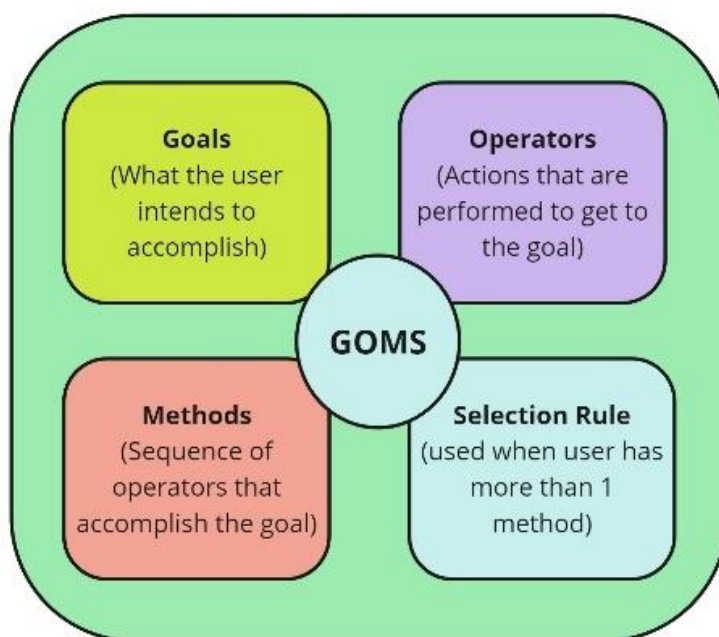 Goals
(What the user
intends to
accomplish)
Operators
(Actions that are
performed to get to
the goal)
GOMS
Methods
(Sequence of
operators that
accomplish the goal)
Selection Rule
(used when user has
more than 1
method)